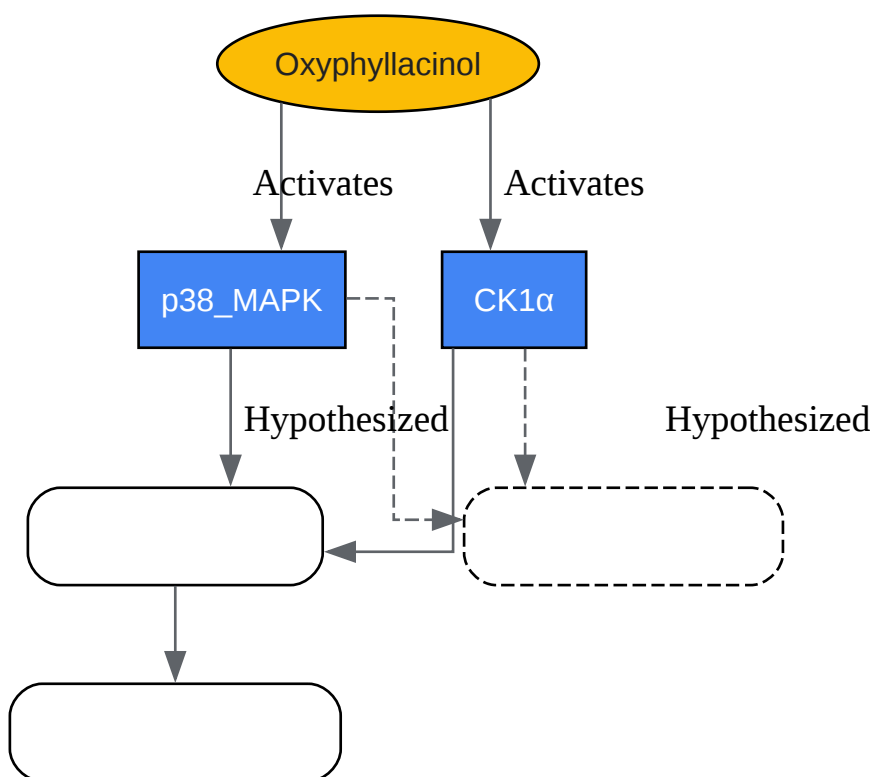 Oxyphyllacinol
Activates
Activates
p38_MAPK
CK1α
Hypothesized
Hypothesized